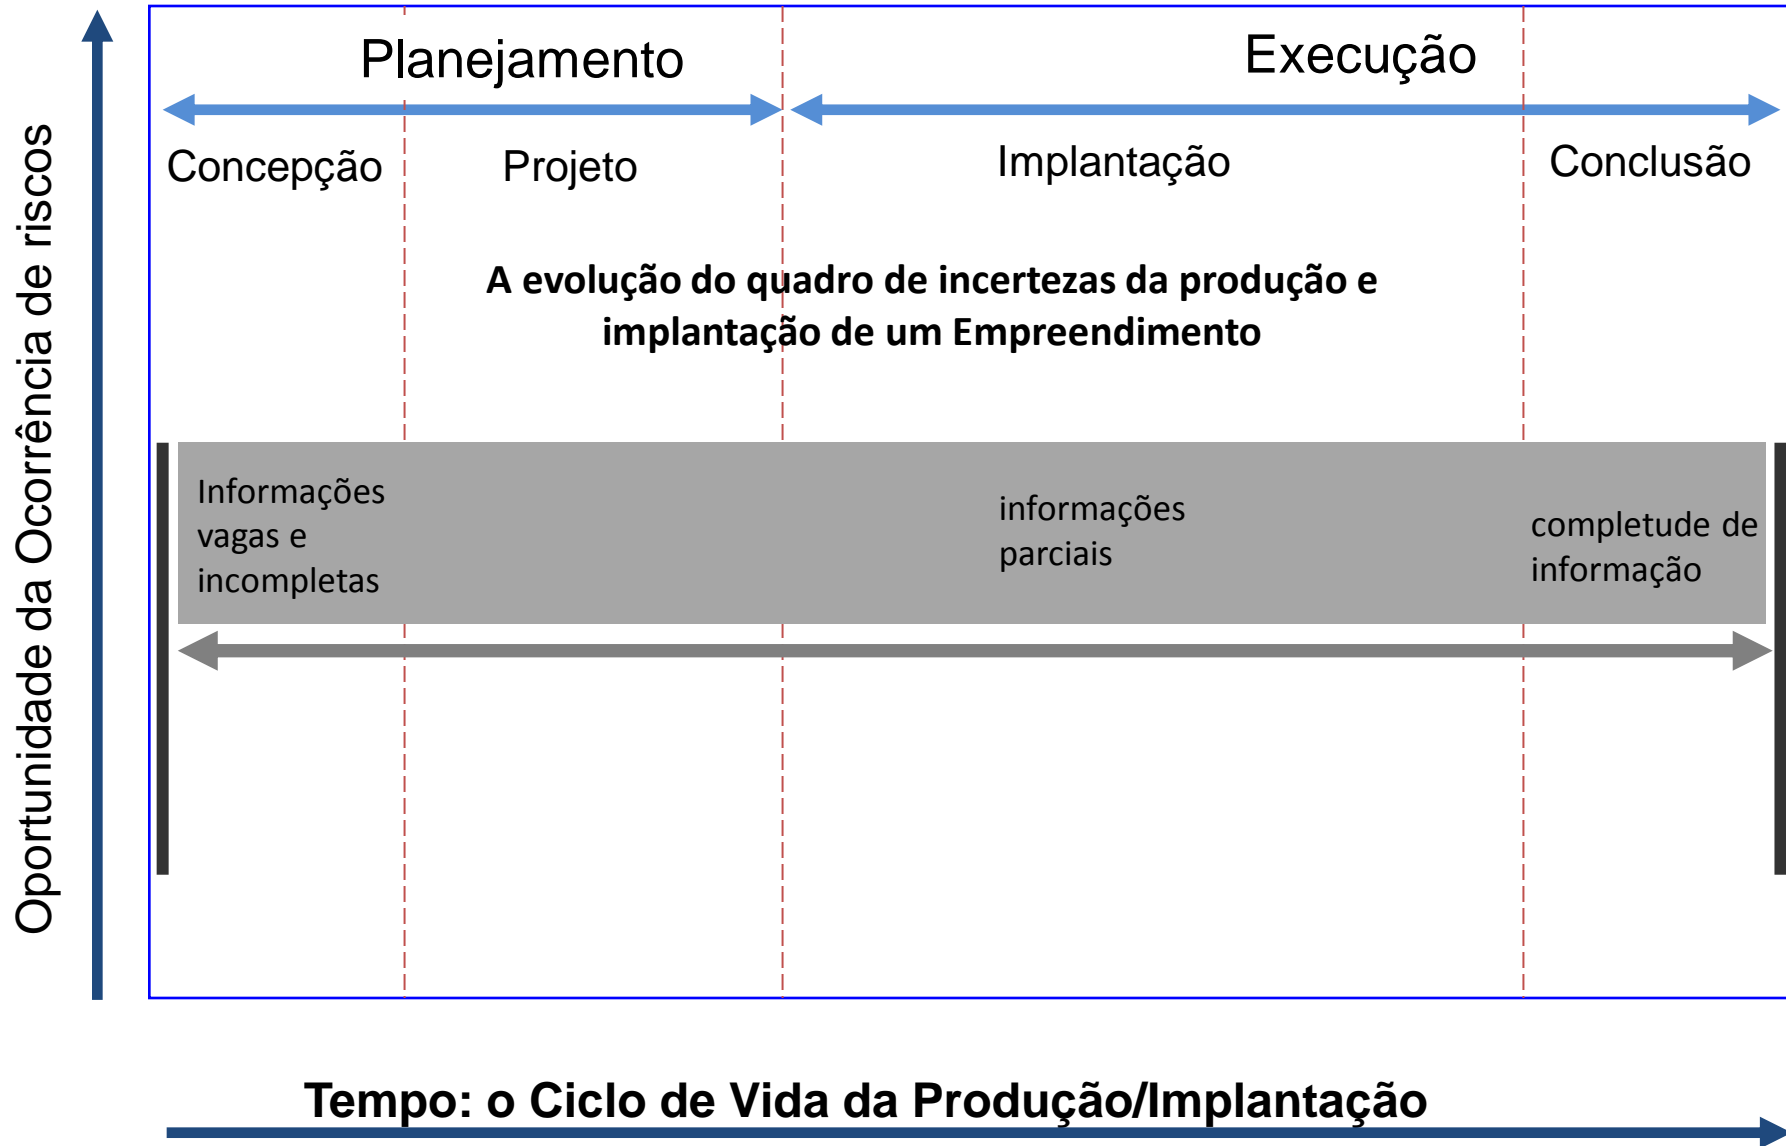 Oportunidade da Ocorrência de riscos
Planejamento
Execução
Concepção
Projeto
Implantação
Conclusão
A evolução do quadro de incertezas da produção e
implantação de um Empreendimento
Informações
vagas e
incompletas
informações
parciais
completude de
informação
Tempo: o Ciclo de Vida da Produção/Implantação